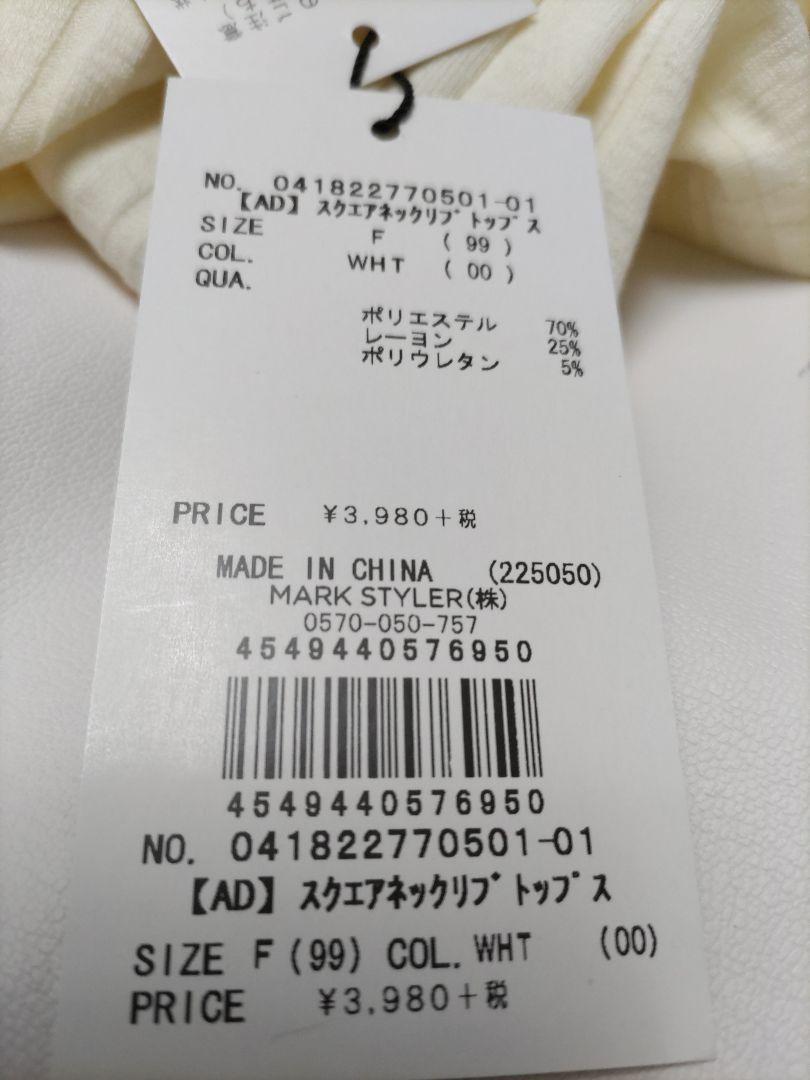 NO. 041822770501-01
【AD】 スクエアネックリブ トップス
SIZE F (99)
COL. WHT (00)
QUA.
ポリエステル 70%
レーヨン 25%
ポリウレタン 5%
PRICE ¥3,980+税
MADE IN CHINA (225050)
MARK STYLER(株)
0570-050-757
4549440576950
4549440576950
NO. 041822770501-01
【AD】 スクエアネックリブ トップス
SIZE F (99) COL. WHT (00)
PRICE ¥3,980+税